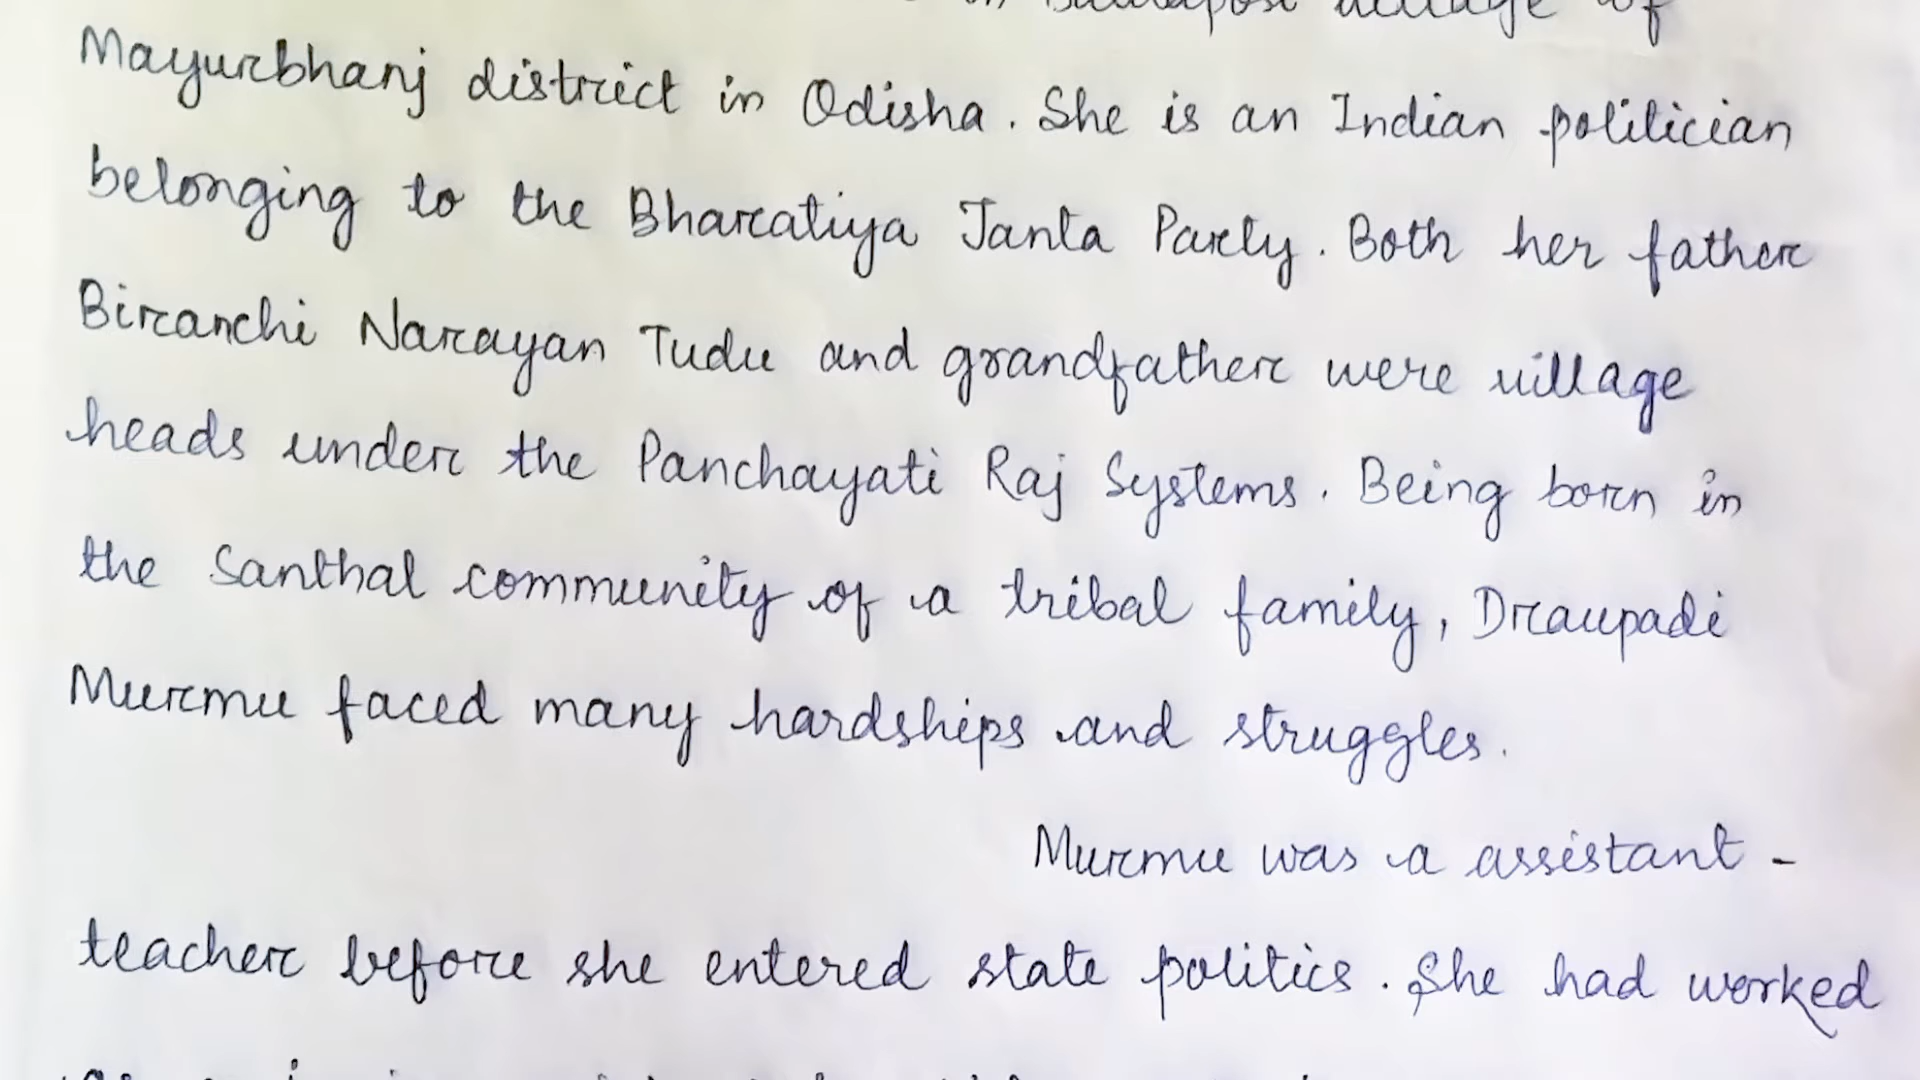 village of
Mayurbhanj district in Odisha. She is an Indian politician
belonging to the Bharatiya Janta Party. Both her father
Biranchi Narayan Tudu and grandfather were village
heads under the Panchayati Raj Systems. Being born in
the Santhal community of a tribal family, Draupadi
Murmu faced many hardships and struggles.
Murmu was a assistant -
teacher before she entered state politics. She had worked